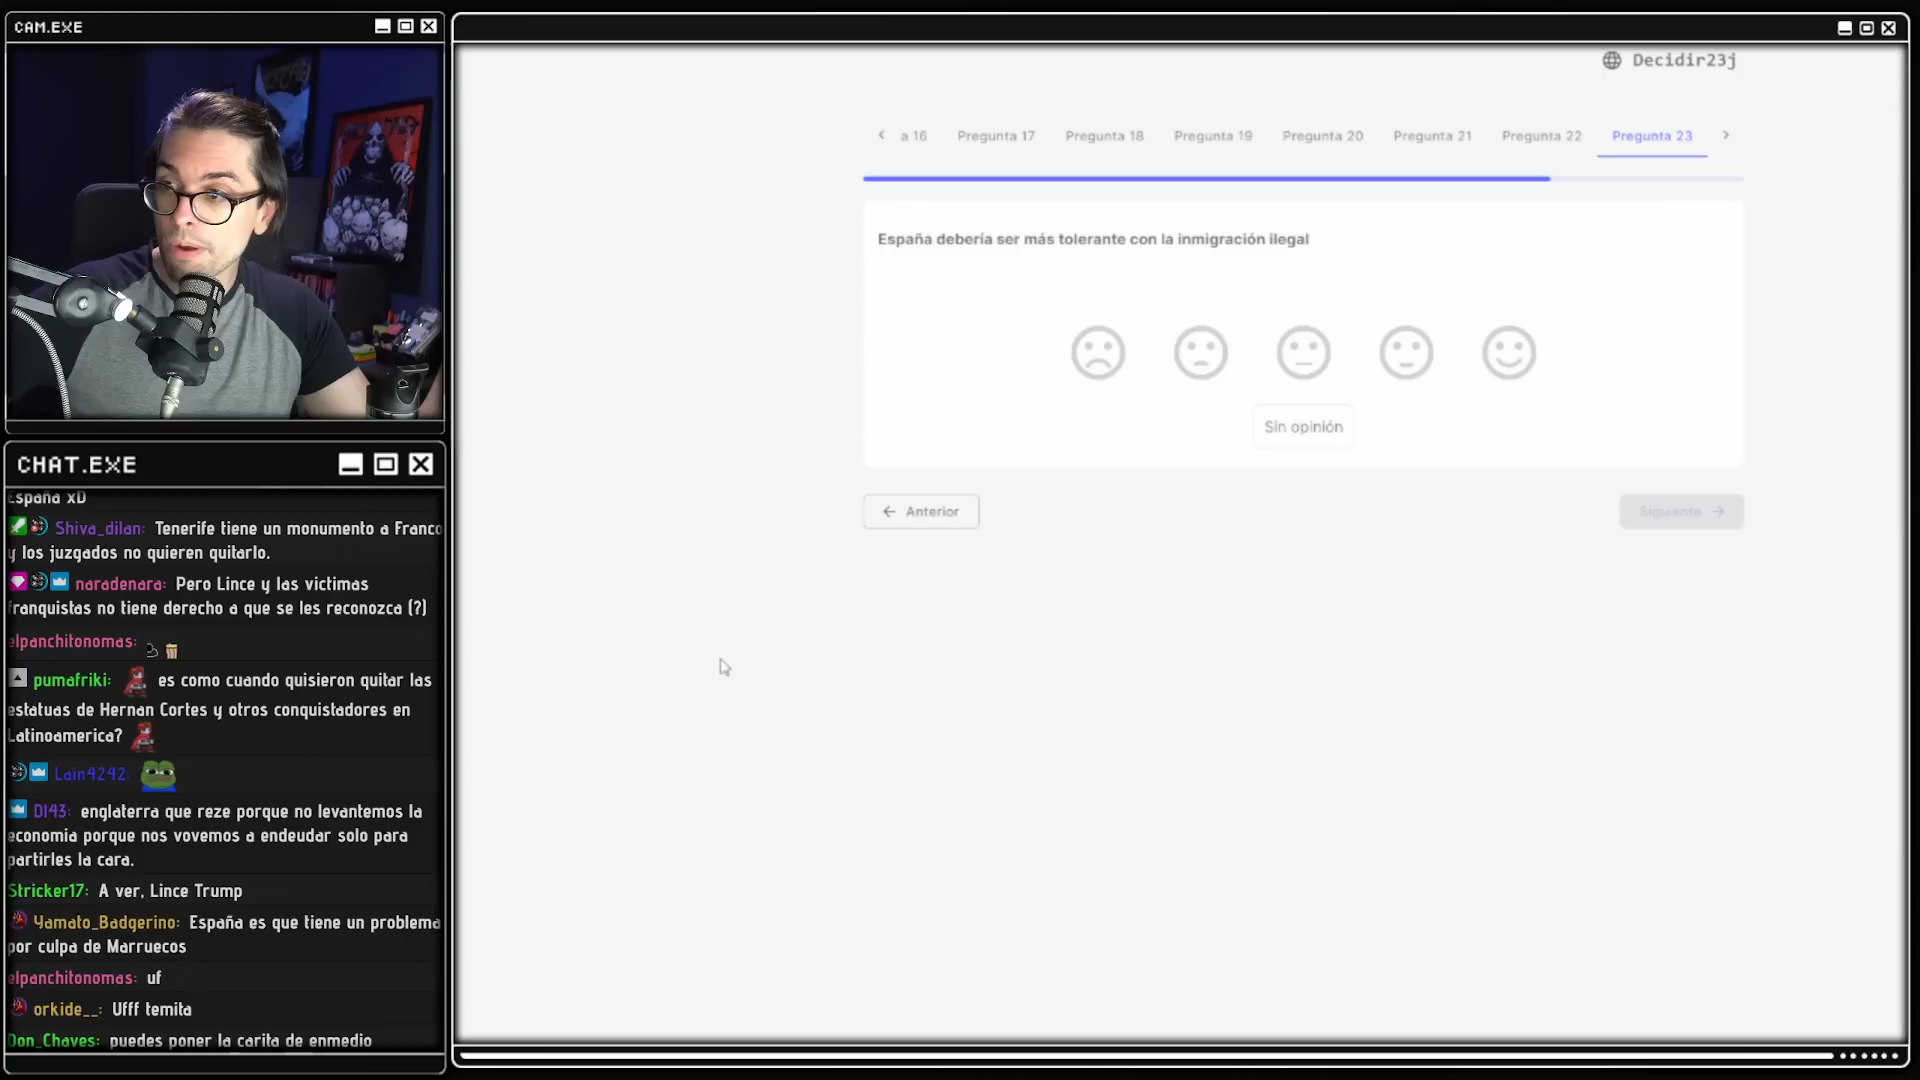 CAM.EXE
Decidir23j
a 16
Pregunta 17
Pregunta 18
Pregunta 19
Pregunta 20
Pregunta 21
Pregunta 22
Pregunta 23
España debería ser más tolerante con la inmigración ilegal
Sin opinión
Anterior
Siguiente
CHAT.EXE
España xD
Shiva_dilan: Tenerife tiene un monumento a Franco
y los juzgados no quieren quitarlo.
naradenara: Pero Lince y las victimas
franquistas no tiene derecho a que se les reconozca (?)
elpanchitonomas:
pumafriki: es como cuando quisieron quitar las
estatuas de Hernan Cortes y otros conquistadores en
Latinoamerica?
Lain4242:
Dl43: englaterra que reze porque no levantemos la
economia porque nos vovemos a endeudar solo para
partirles la cara.
Stricker17: A ver, Lince Trump
Yamato_Badgerino: España es que tiene un problema
por culpa de Marruecos
elpanchitonomas: uf
orkide__: Ufff temita
Don_Chaves: puedes poner la carita de enmedio